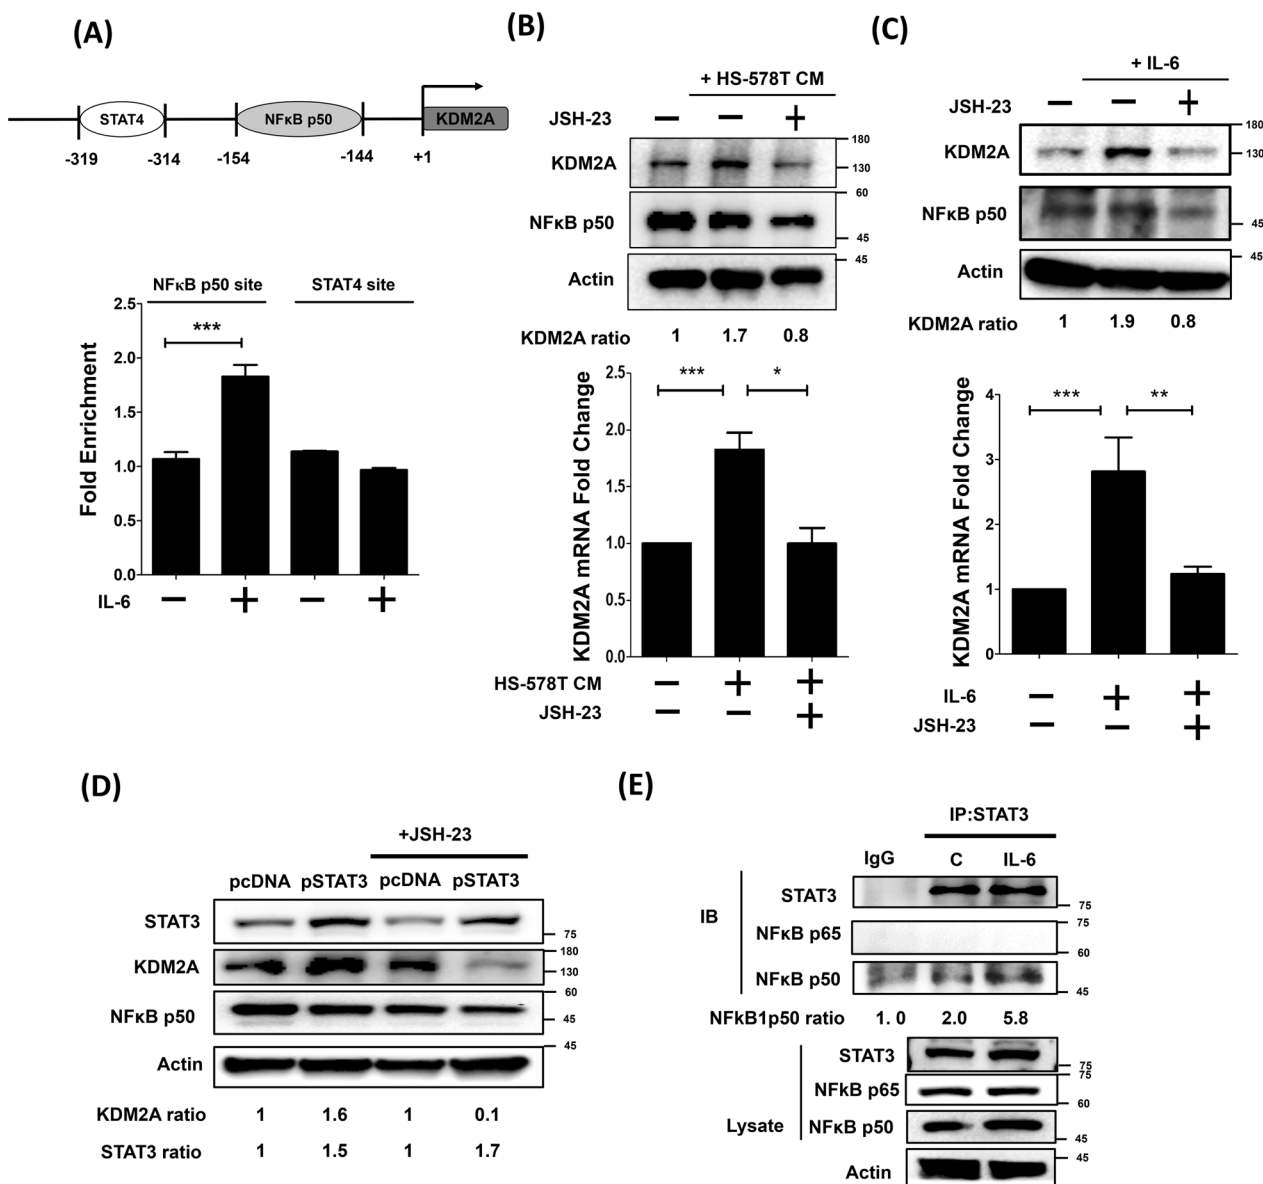 (A)
STAT4
NFκB p50
KDM2A
-319
-314
-154
-144
+1
NFκB p50 site
STAT4 site
***
Fold Enrichment
2.5
2.0
1.5
1.0
0.5
0.0
IL-6 − + − +
(B)
+ HS-578T CM
JSH-23 − − +
KDM2A
180
130
NFκB p50
60
45
Actin
45
KDM2A ratio 1 1.7 0.8
KDM2A mRNA Fold Change
2.5
2.0
1.5
1.0
0.5
0.0
*** *
HS-578T CM − + +
JSH-23 − − +
(C)
+ IL-6
JSH-23 − − +
KDM2A
180
130
NFκB p50
45
Actin
45
KDM2A ratio 1 1.9 0.8
KDM2A mRNA Fold Change
4
3
2
1
0
*** **
IL-6 − + +
JSH-23 − − +
(D)
+JSH-23
pcDNA pSTAT3 pcDNA pSTAT3
STAT3
75
KDM2A
180
130
NFκB p50
60
45
Actin
45
KDM2A ratio 1 1.6 1 0.1
STAT3 ratio 1 1.5 1 1.7
(E)
IP:STAT3
IgG C IL-6
IB
STAT3
75
NFκB p65
75
60
NFκB p50
45
NFkB1p50 ratio 1. 0 2.0 5.8
Lysate
STAT3
75
NFkB p65
75
60
NFκB p50
45
Actin
45